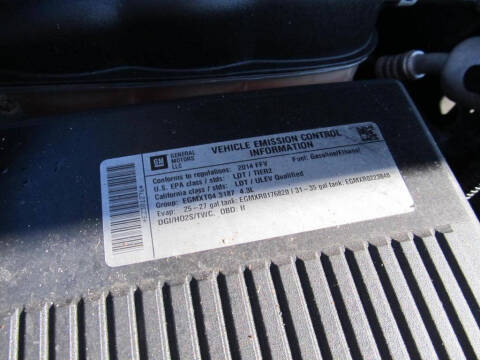 GM
GENERAL
MOTORS
LLC
VEHICLE EMISSION CONTROL
INFORMATION
Conforms to regulations: 2014 FFV Fuel: Gasoline/Ethanol
U.S. EPA class / stds: LDT / TIER2
California class / stds: LDT / ULEV Qualified
Group: EGMXT04.3187 4.3L
Evap: 25-27 gal tank: EGMXR0176820 / 31-35 gal tank: EGMXR0223840
DGI/HO2S/TWC, OBD: II